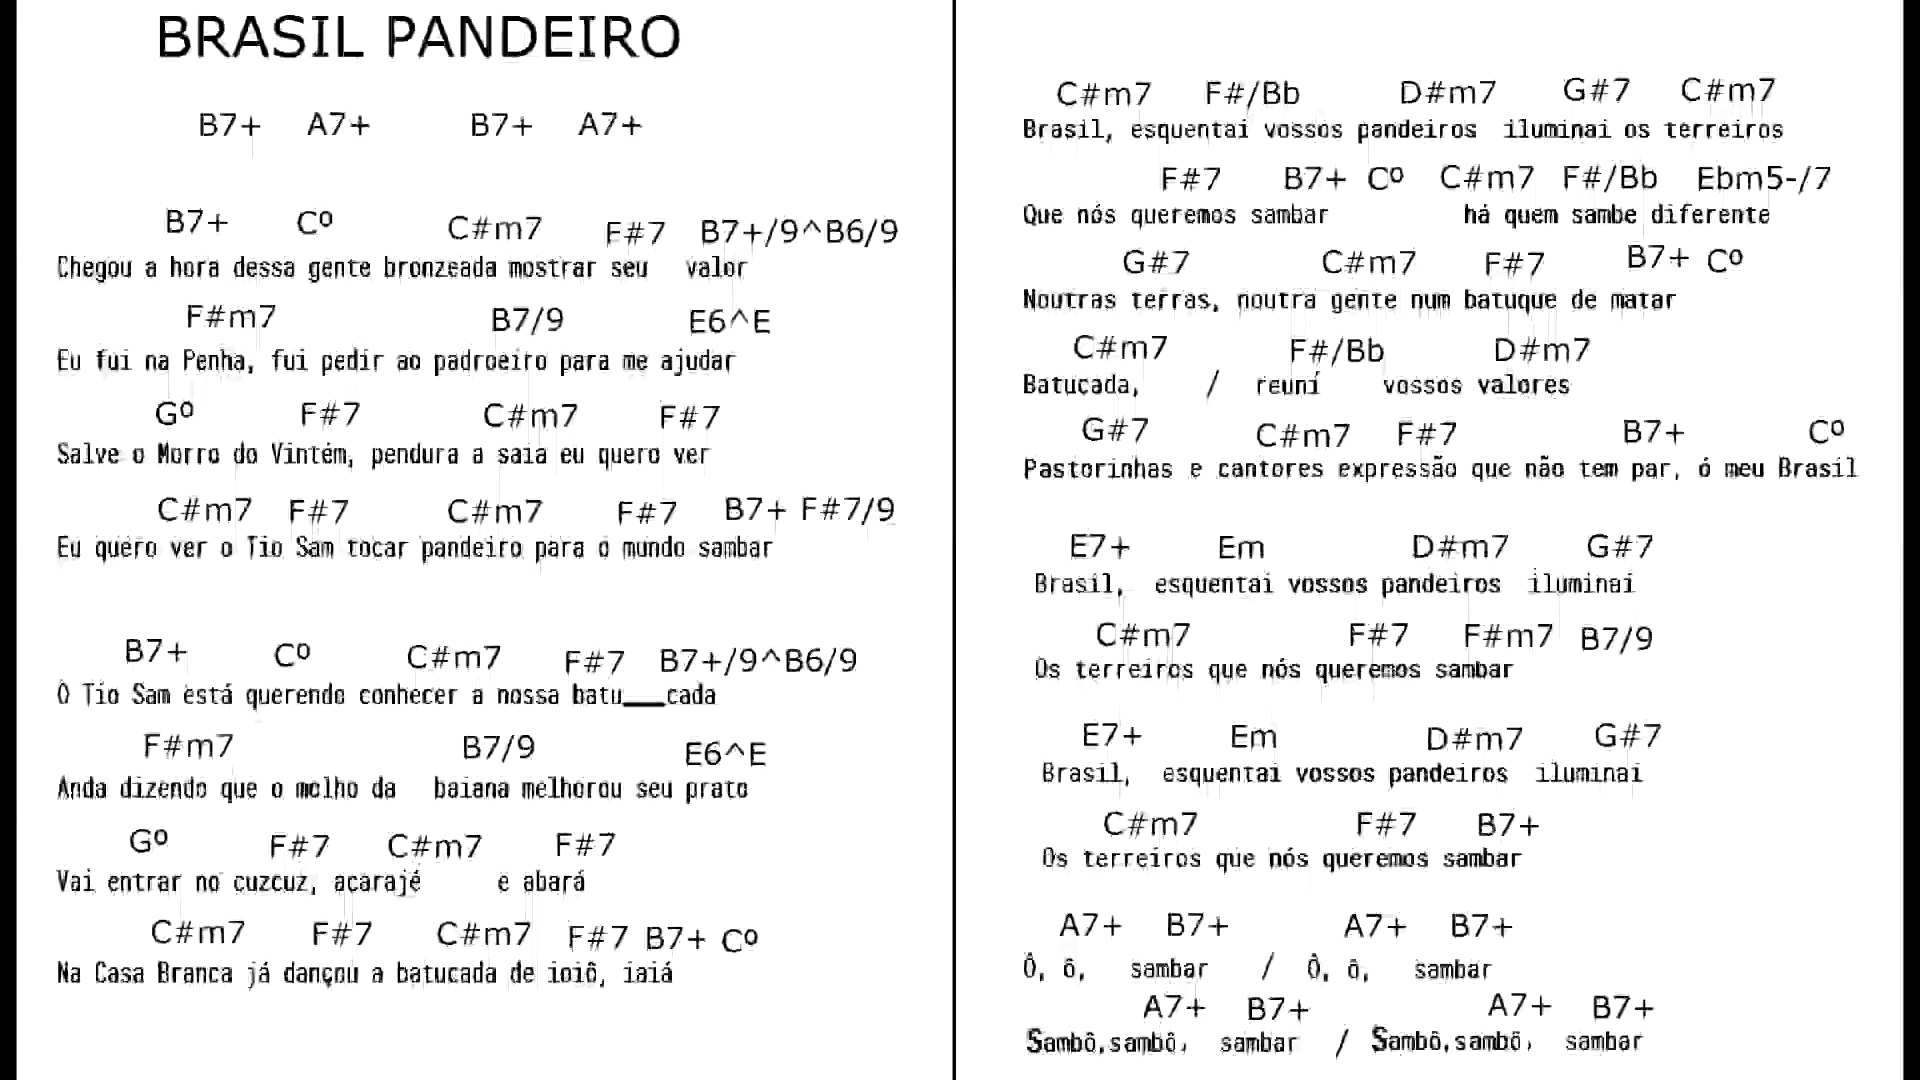 BRASIL PANDEIRO
B7+ A7+ B7+ A7+
B7+ Cº C#m7 F#7 B7+/9^B6/9
Chegou a hora dessa gente bronzeada mostrar seu valor
F#m7 B7/9 E6^E
Eu fui na Penha, fui pedir ao padroeiro para me ajudar
Gº F#7 C#m7 F#7
Salve o Morro do Vintém, pendura a saia eu quero ver
C#m7 F#7 C#m7 F#7 B7+ F#7/9
Eu quero ver o Tio Sam tocar pandeiro para o mundo sambar
B7+ Cº C#m7 F#7 B7+/9^B6/9
O Tio Sam está querendo conhecer a nossa batu___cada
F#m7 B7/9 E6^E
Anda dizendo que o molho da baiana melhorou seu prato
Gº F#7 C#m7 F#7
Vai entrar no cuzcuz, acarajé e abará
C#m7 F#7 C#m7 F#7 B7+ Cº
Na Casa Branca já dançou a batucada de ioiô, iaiá
C#m7 F#/Bb D#m7 G#7 C#m7
Brasil, esquentai vossos pandeiros iluminai os terreiros
F#7 B7+ Cº C#m7 F#/Bb Ebm5-/7
Que nós queremos sambar há quem sambe diferente
G#7 C#m7 F#7 B7+ Cº
Noutras terras, noutra gente num batuque de matar
C#m7 F#/Bb D#m7
Batucada, / reuní vossos valores
G#7 C#m7 F#7 B7+ Cº
Pastorinhas e cantores expressão que não tem par, ó meu Brasil
E7+ Em D#m7 G#7
Brasil, esquentai vossos pandeiros iluminai
C#m7 F#7 F#m7 B7/9
Os terreiros que nós queremos sambar
E7+ Em D#m7 G#7
Brasil, esquentai vossos pandeiros iluminai
C#m7 F#7 B7+
Os terreiros que nós queremos sambar
A7+ B7+ A7+ B7+
Ô, ô, sambar / Ô, ô, sambar
A7+ B7+ A7+ B7+
Sambô,sambô, sambar / Sambô,sambô, sambar